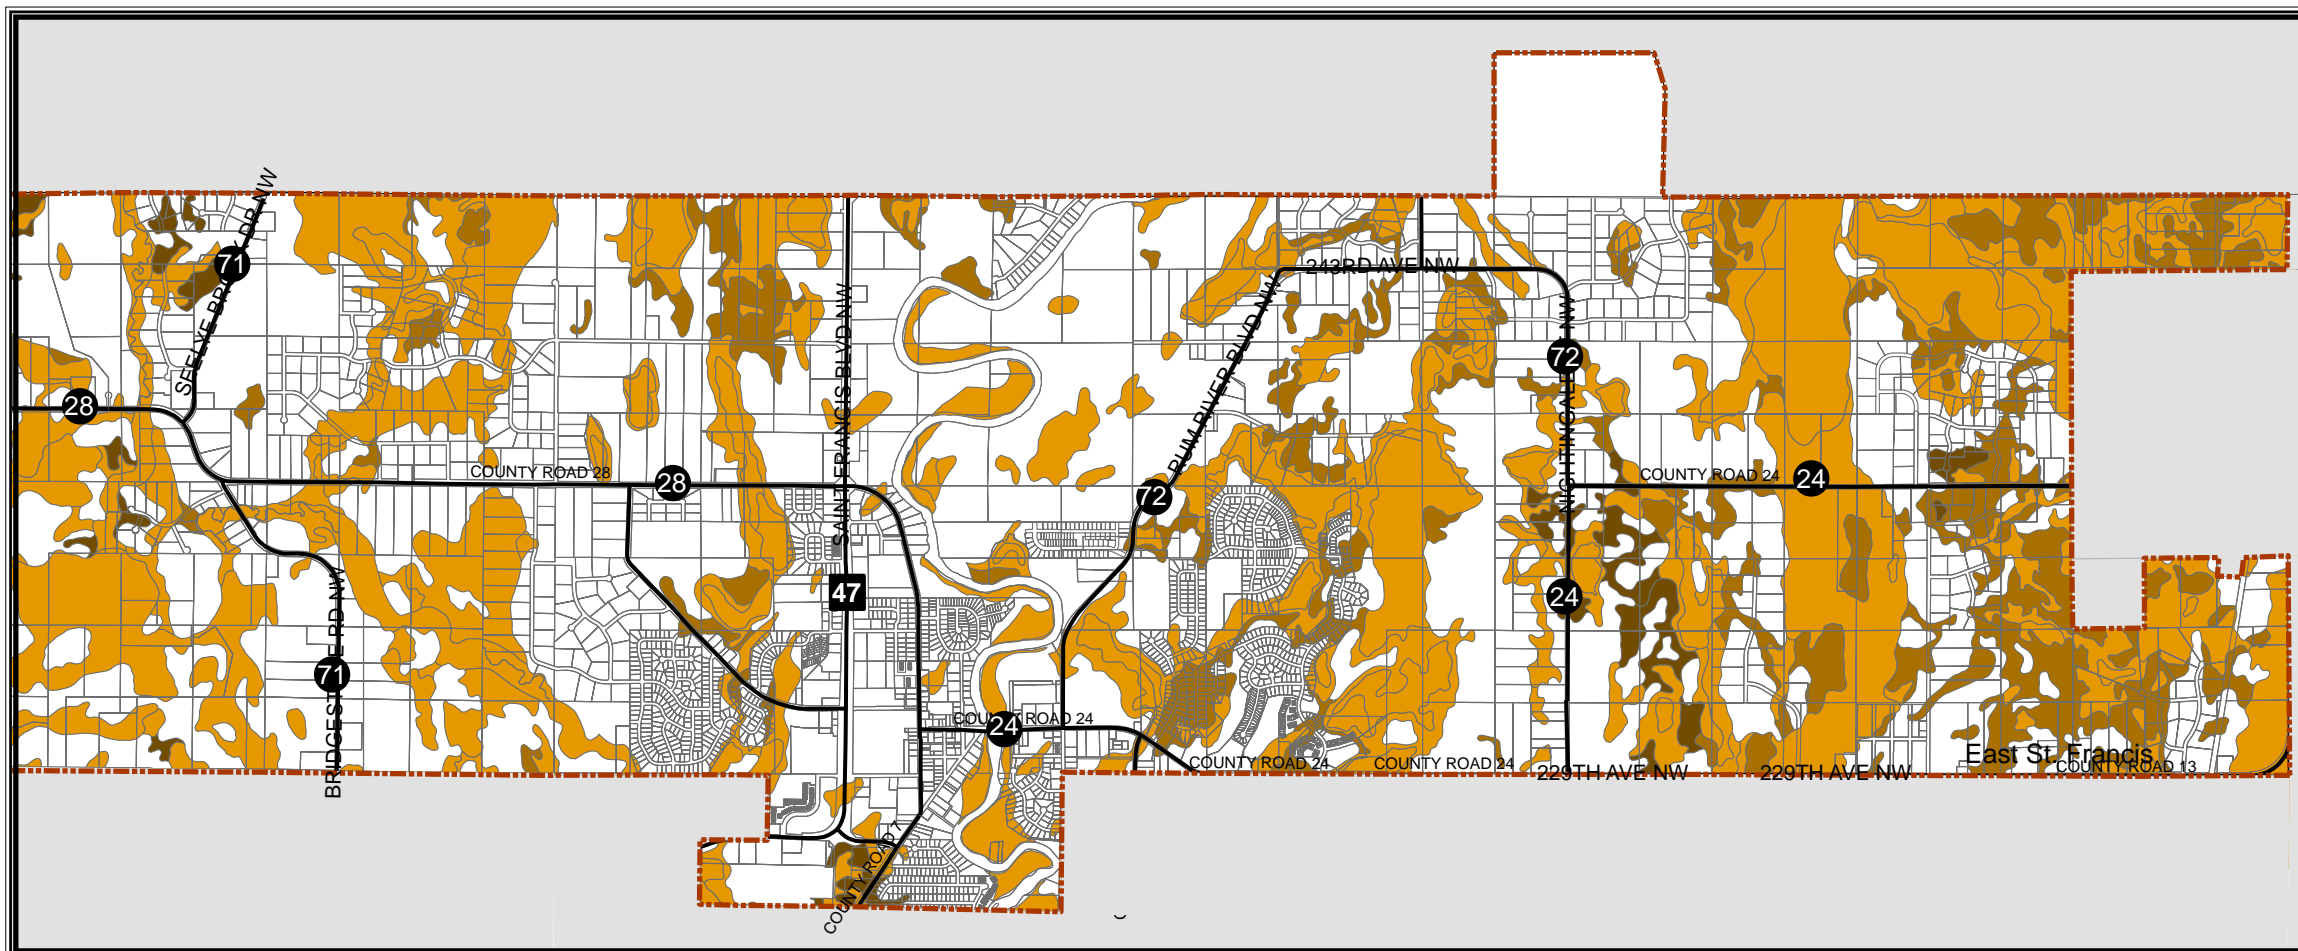 SEELYE BRO K DR NW
71
243RD AVE NW
SAINT FRANCIS BLVD NW
RUM RIVER BLVD NW
NIGHTINGALE NW
72
28
COUNTY ROAD 28
28
72
COUNTY ROAD 24
24
47
24
BRIDGEST E RD NW
71
COUNTY ROAD 24
24
COUNTY ROAD 24
COUNTY ROAD 24
229TH AVE NW
229TH AVE NW
East St. Francis
COUNTY ROAD 13
COUNTY ROAD 7